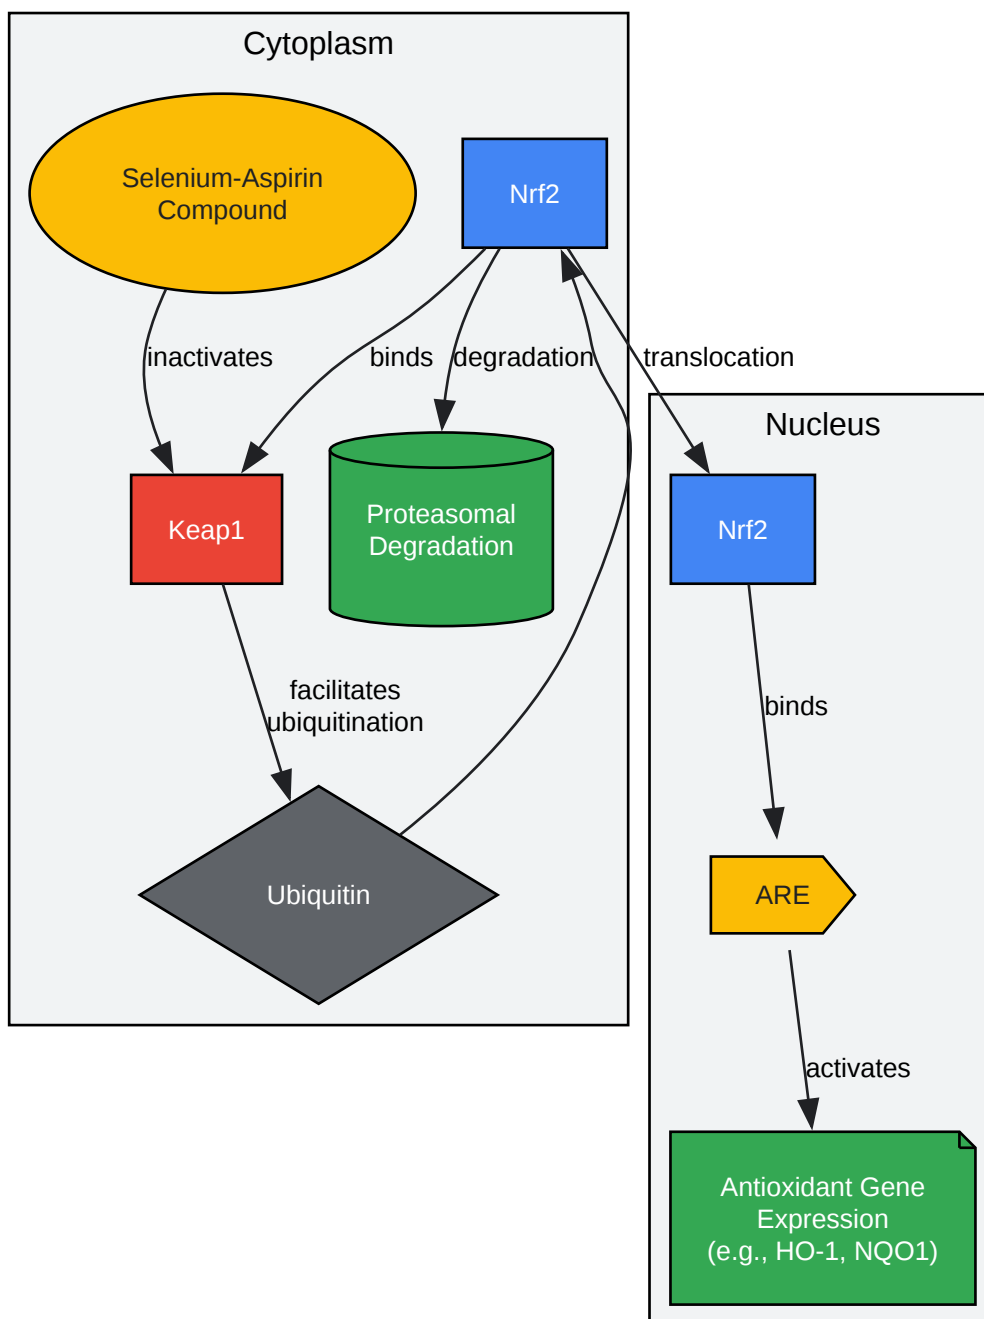 Cytoplasm
Selenium-Aspirin
Compound
Nrf2
inactivates
binds
degradation
translocation
Nucleus
Keap1
Proteasomal
Degradation
Nrf2
facilitates
ubiquitination
binds
Ubiquitin
ARE
activates
Antioxidant Gene
Expression
(e.g., HO-1, NQO1)